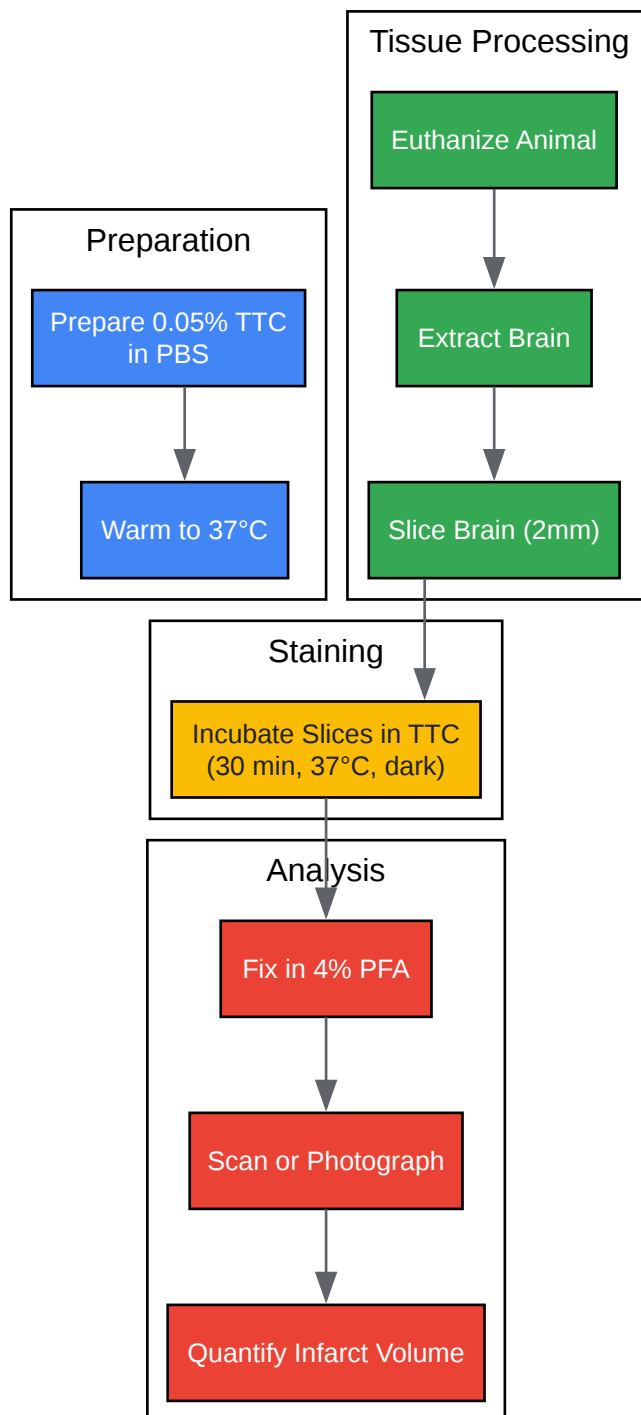 Tissue Processing
Euthanize Animal
Preparation
Prepare 0.05% TTC
in PBS
Extract Brain
Warm to 37°C
Slice Brain (2mm)
Staining
Incubate Slices in TTC
(30 min, 37°C, dark)
Analysis
Fix in 4% PFA
Scan or Photograph
Quantify Infarct Volume